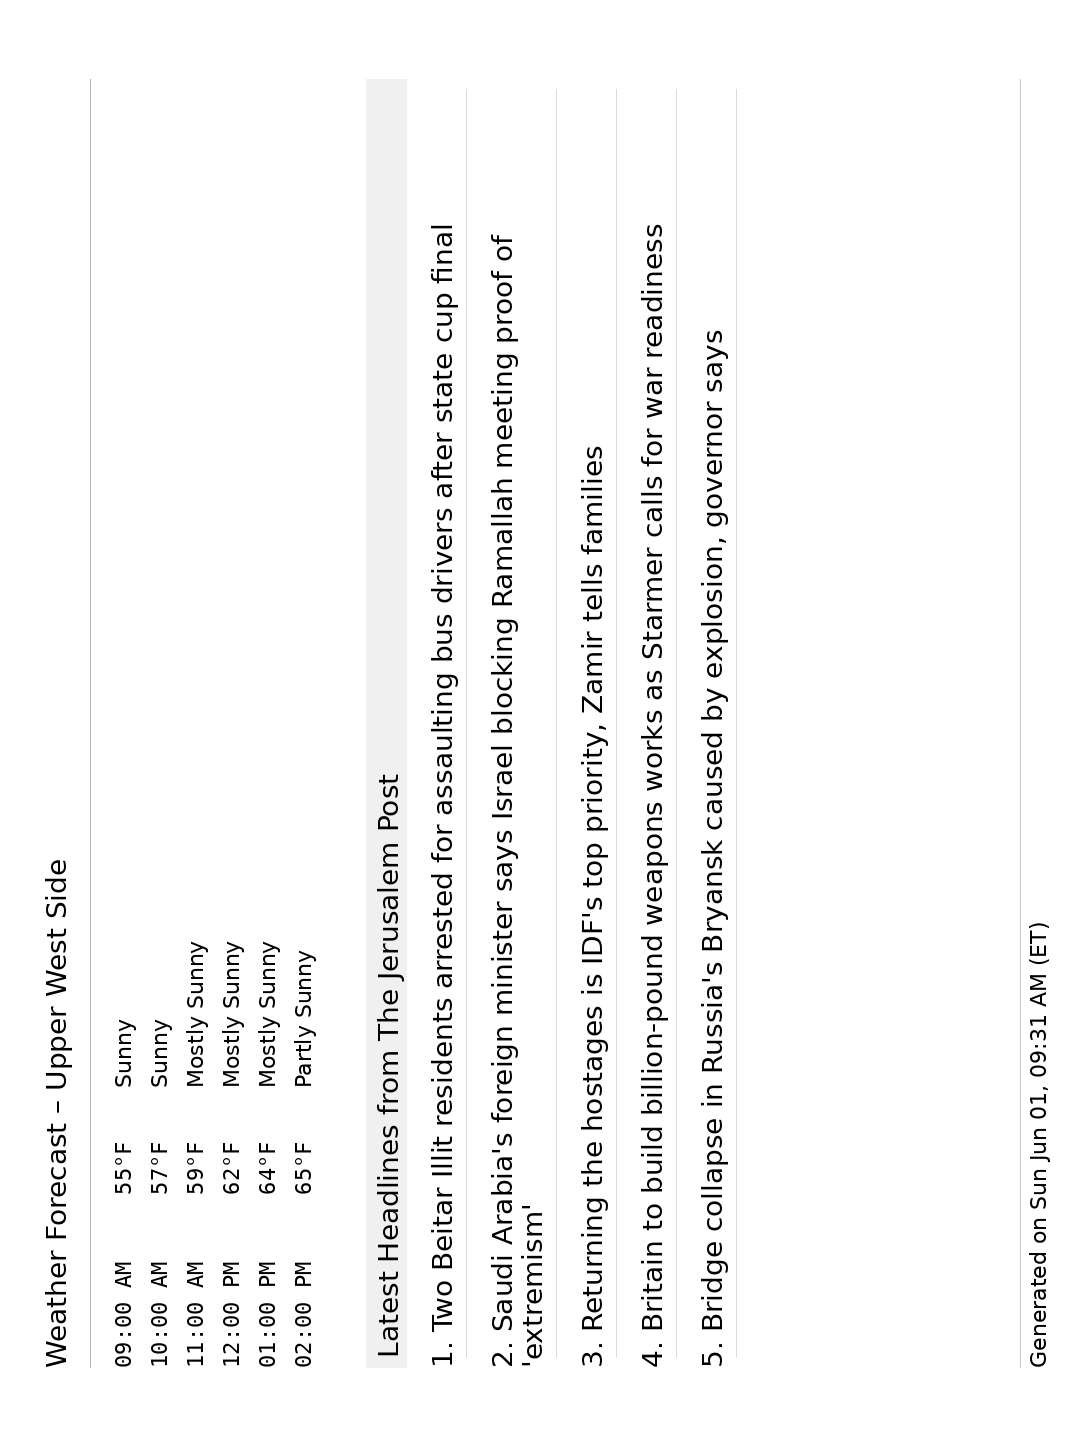 Weather Forecast – Upper West Side
09:00 AM 55°F Sunny
10:00 AM 57°F Sunny
11:00 AM 59°F Mostly Sunny
12:00 PM 62°F Mostly Sunny
01:00 PM 64°F Mostly Sunny
02:00 PM 65°F Partly Sunny
Latest Headlines from The Jerusalem Post
1. Two Beitar Illit residents arrested for assaulting bus drivers after state cup final
2. Saudi Arabia's foreign minister says Israel blocking Ramallah meeting proof of
'extremism'
3. Returning the hostages is IDF's top priority, Zamir tells families
4. Britain to build billion-pound weapons works as Starmer calls for war readiness
5. Bridge collapse in Russia's Bryansk caused by explosion, governor says
Generated on Sun Jun 01, 09:31 AM (ET)